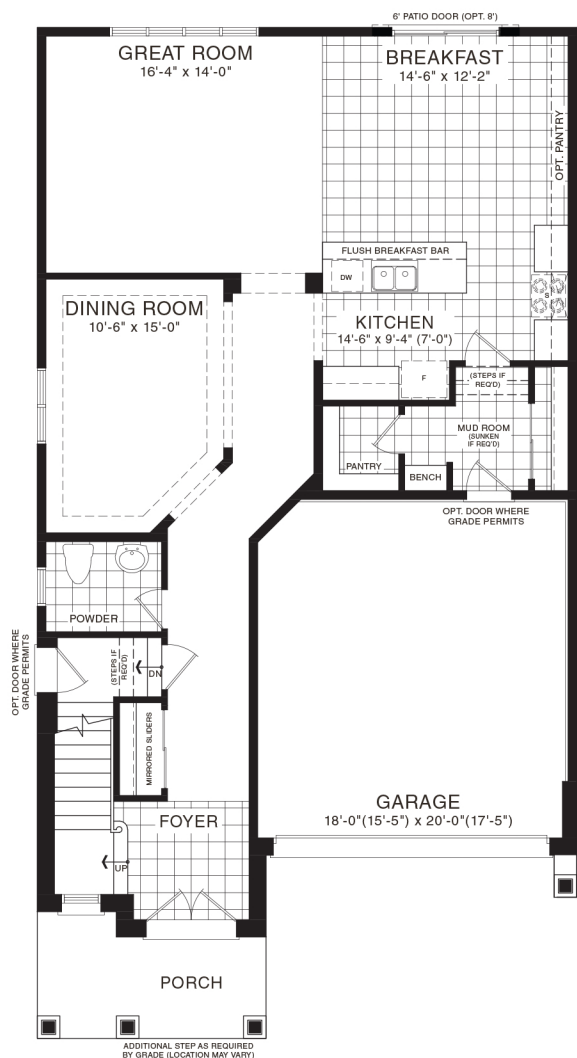 6' PATIO DOOR (OPT. 8')
GREAT ROOM
16'-4" x 14'-0"
BREAKFAST
14'-6" x 12'-2"
OPT. PANTRY
FLUSH BREAKFAST BAR
DW
S
DINING ROOM
10'-6" x 15'-0"
KITCHEN
14'-6" x 9'-4" (7'-0")
F
(STEPS IF
REQ'D)
MUD ROOM
(SUNKEN
IF REQ'D)
PANTRY
BENCH
OPT. DOOR WHERE
GRADE PERMITS
POWDER
OPT. DOOR WHERE
GRADE PERMITS
(STEPS IF
REQ'D)
DN
MIRRORED SLIDERS
GARAGE
18'-0"(15'-5") x 20'-0"(17'-5")
FOYER
UP
PORCH
ADDITIONAL STEP AS REQUIRED
BY GRADE (LOCATION MAY VARY)